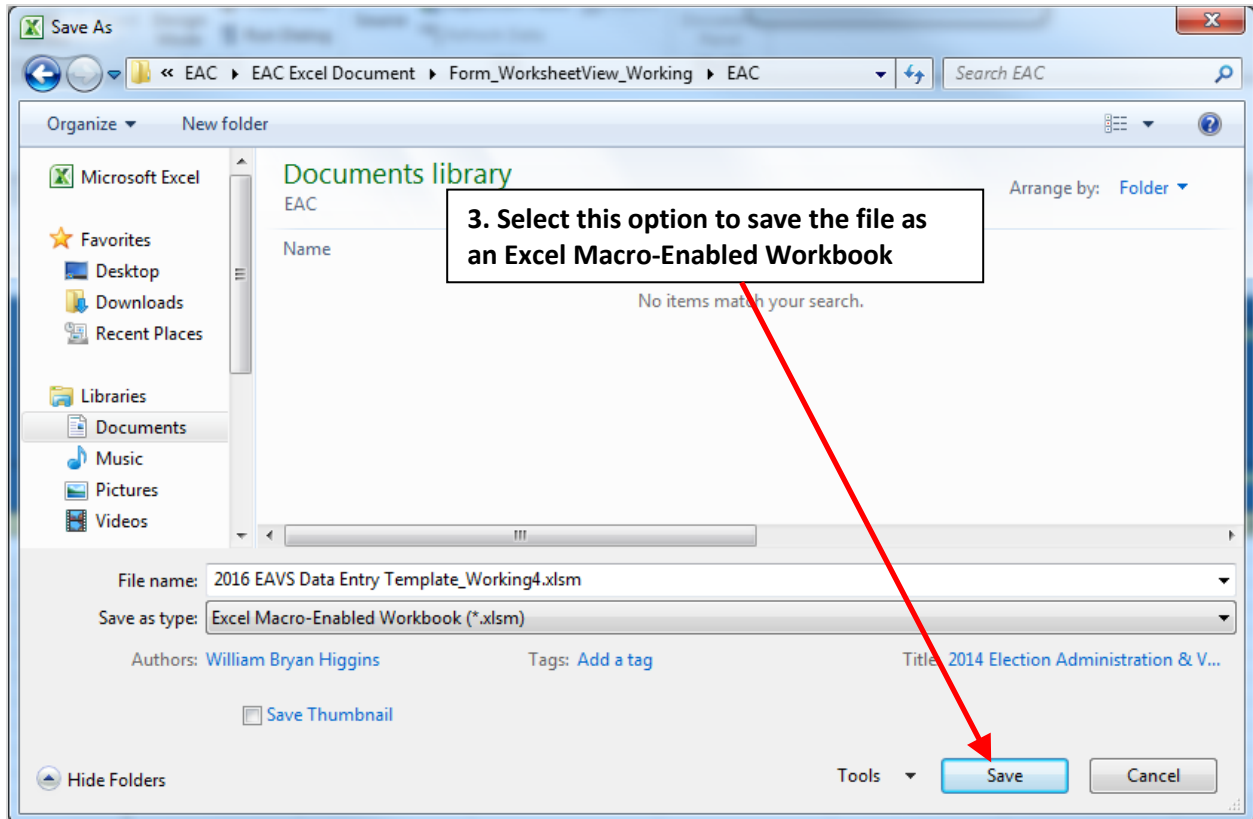 Save As
« EAC ▸ EAC Excel Document ▸ Form_WorksheetView_Working ▸ EAC
Search EAC
Organize
New folder
Microsoft Excel
Favorites
Desktop
Downloads
Recent Places
Libraries
Documents
Music
Pictures
Videos
Documents library
EAC
Arrange by: Folder
Name
3. Select this option to save the file as
an Excel Macro-Enabled Workbook
No items match your search.
File name: 2016 EAVS Data Entry Template_Working4.xlsm
Save as type: Excel Macro-Enabled Workbook (*.xlsm)
Authors: William Bryan Higgins
Tags: Add a tag
Title: 2014 Election Administration & V...
Save Thumbnail
Hide Folders
Tools
Save
Cancel